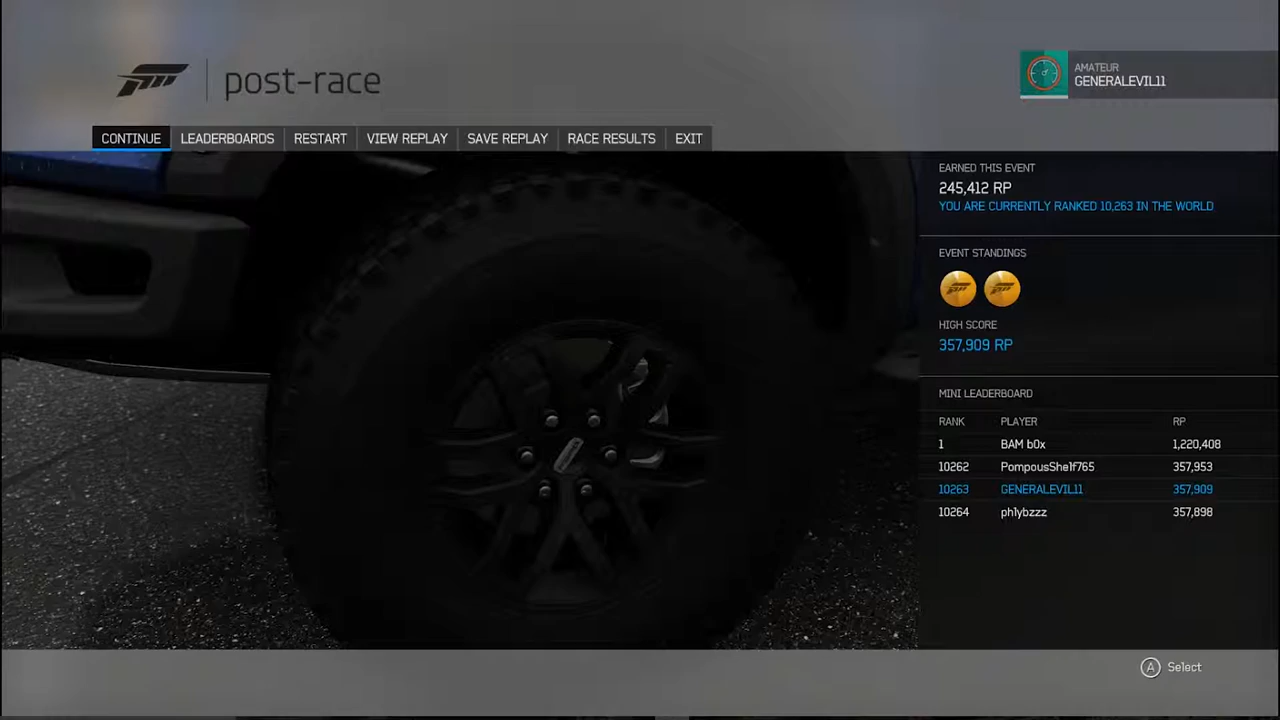 post-race
AMATEUR
GENERALEVIL11
CONTINUE LEADERBOARDS RESTART VIEW REPLAY SAVE REPLAY RACE RESULTS EXIT
EARNED THIS EVENT
245,412 RP
YOU ARE CURRENTLY RANKED 10,263 IN THE WORLD
EVENT STANDINGS
HIGH SCORE
357,909 RP
MINI LEADERBOARD
RANK PLAYER RP
1 BAM b0x 1,220,408
10262 PompousShelf765 357,953
10263 GENERALEVIL11 357,909
10264 ph1ybzzz 357,898
A Select